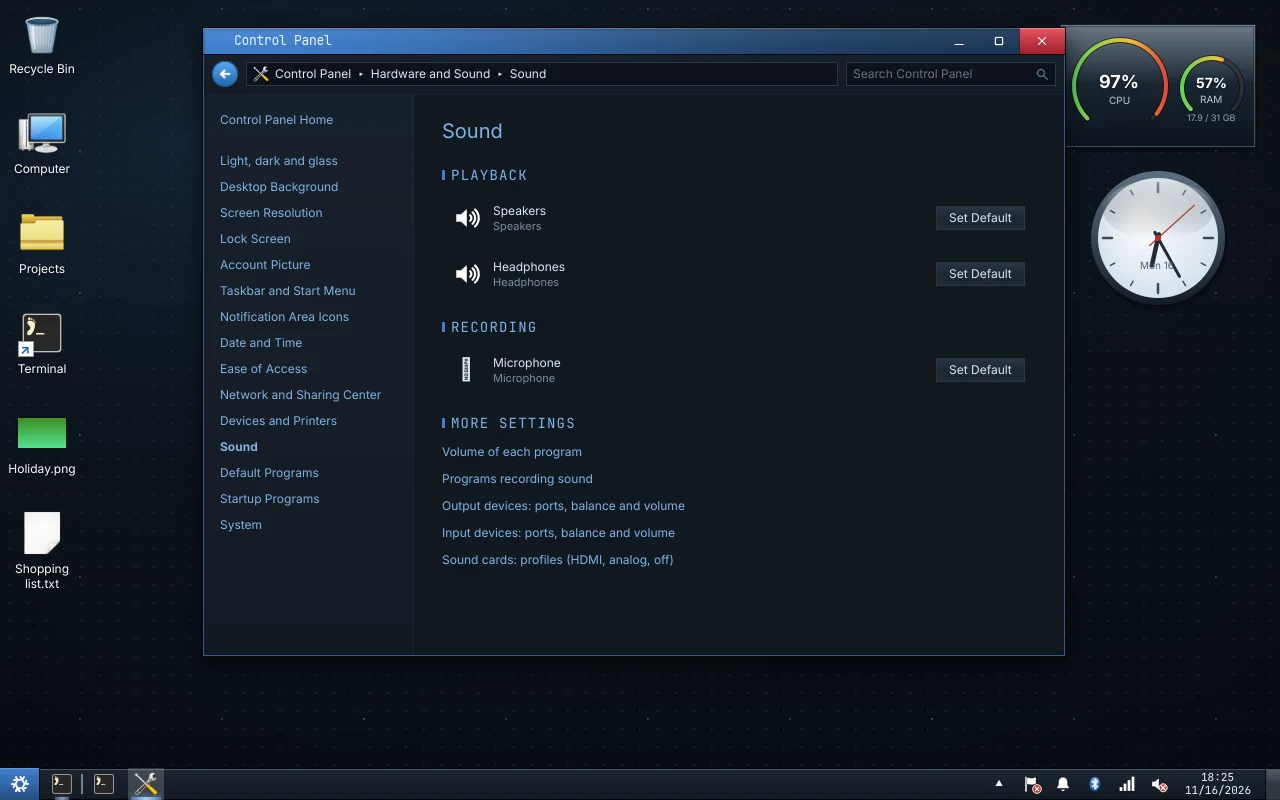 Recycle Bin
Computer
Projects
Terminal
Holiday.png
Shopping
list.txt
Control Panel
Control Panel ▸ Hardware and Sound ▸ Sound
Search Control Panel
Control Panel Home
Light, dark and glass
Desktop Background
Screen Resolution
Lock Screen
Account Picture
Taskbar and Start Menu
Notification Area Icons
Date and Time
Ease of Access
Network and Sharing Center
Devices and Printers
Sound
Default Programs
Startup Programs
System
Sound
PLAYBACK
Speakers
Speakers
Set Default
Headphones
Headphones
Set Default
RECORDING
Microphone
Microphone
Set Default
MORE SETTINGS
Volume of each program
Programs recording sound
Output devices: ports, balance and volume
Input devices: ports, balance and volume
Sound cards: profiles (HDMI, analog, off)
97%
CPU
57%
RAM
17.9 / 31 GB
18:25
11/16/2026